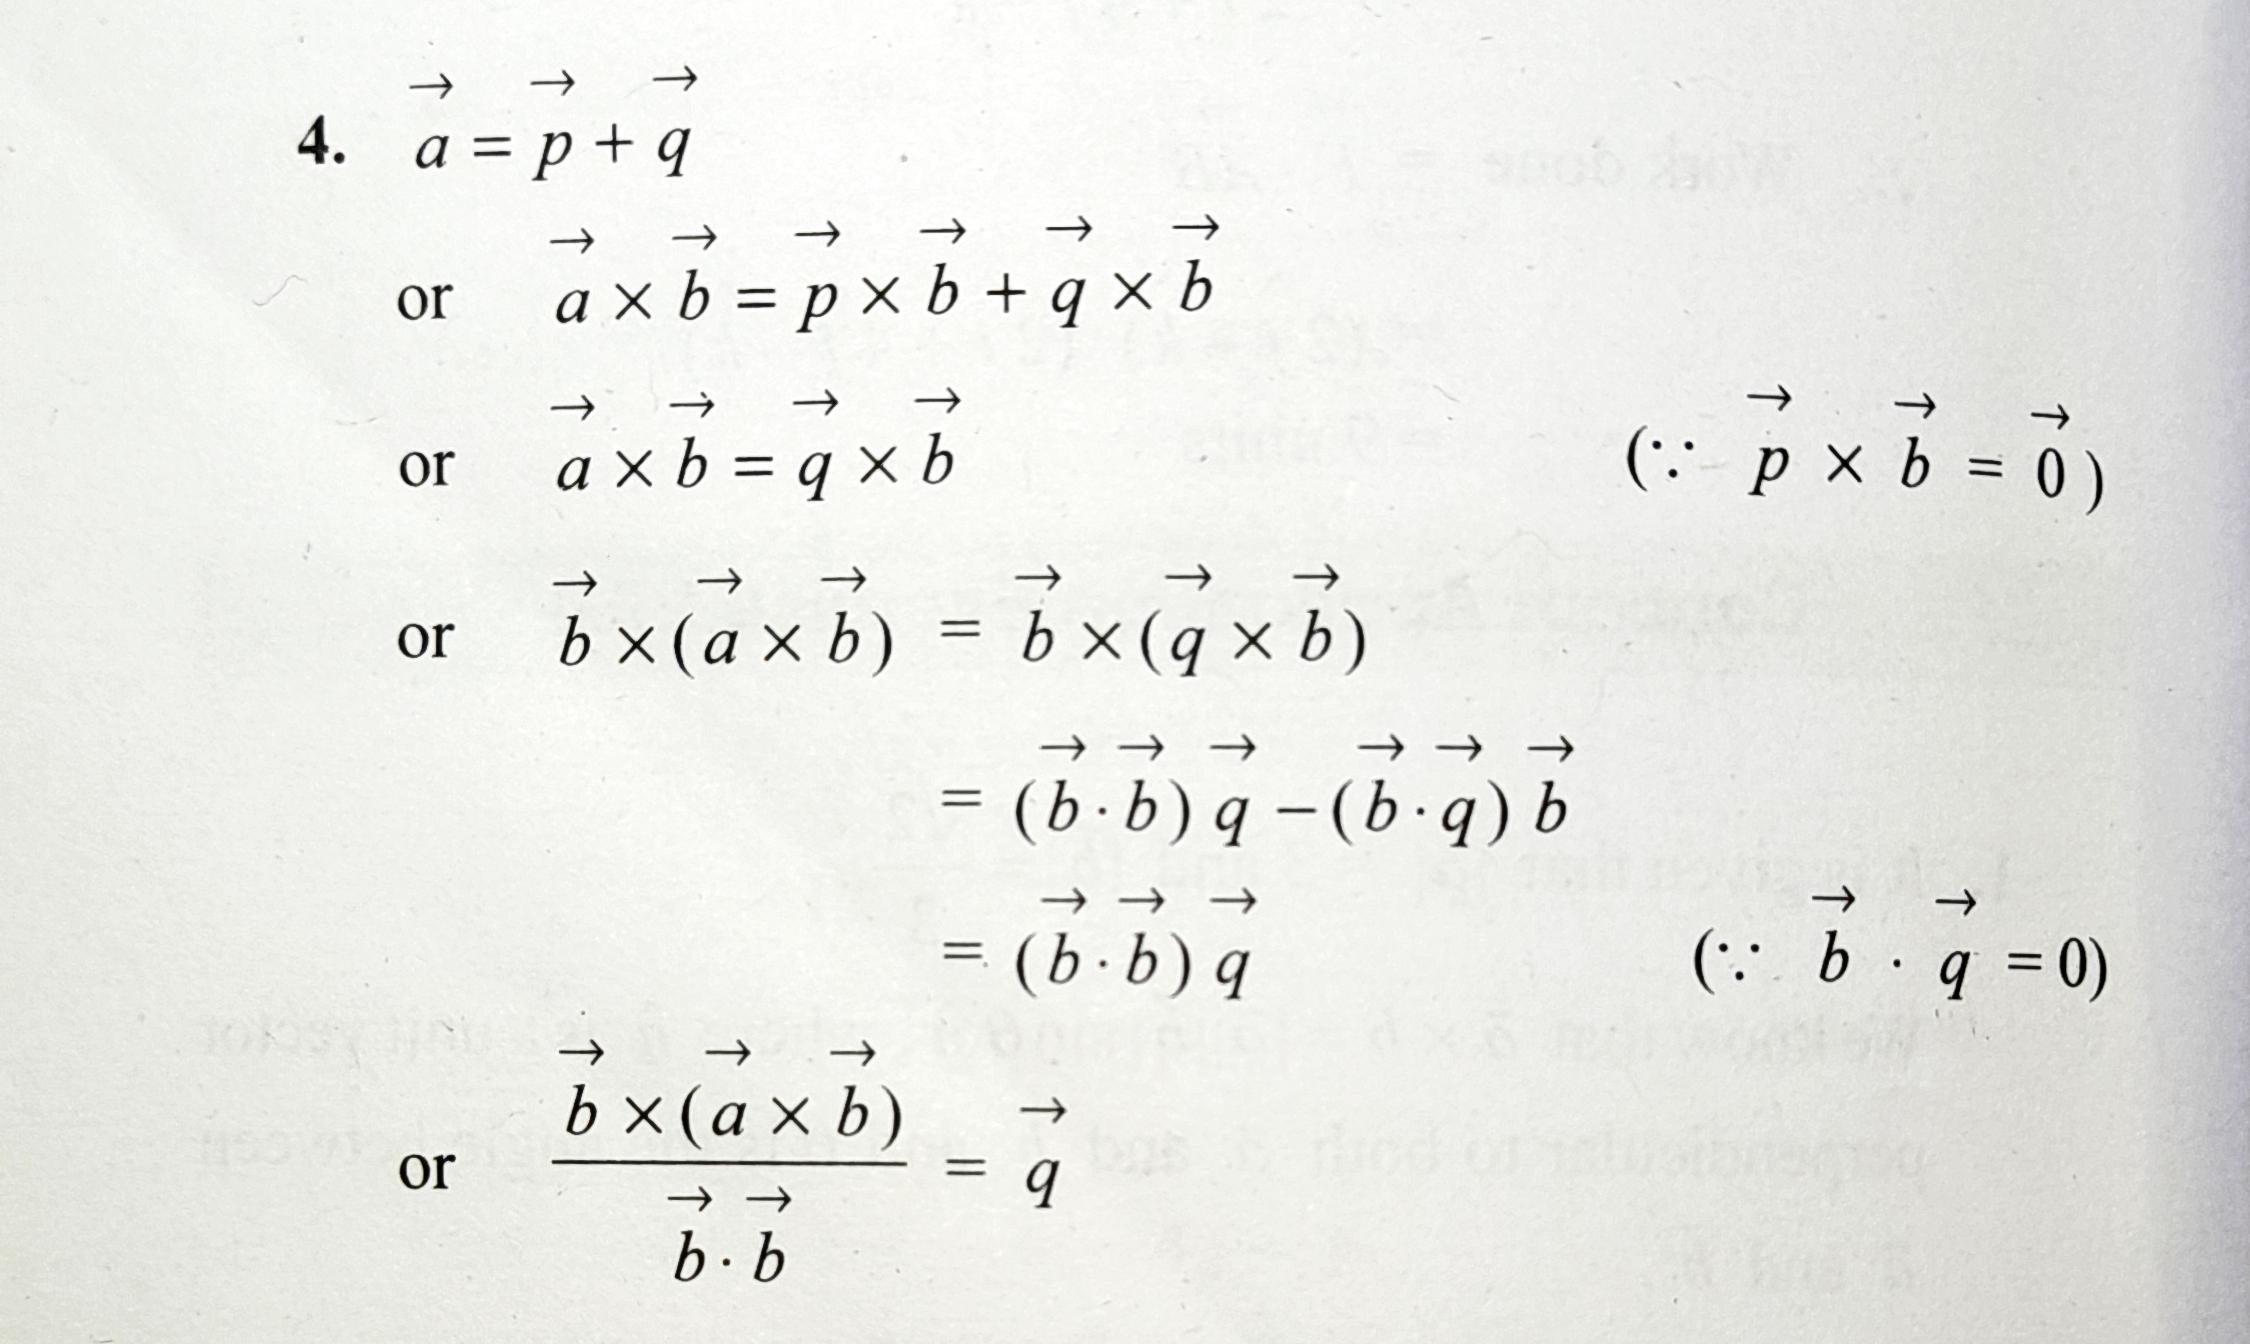 4. $\vec{a} = \vec{p} + \vec{q}$
or $\vec{a} \times \vec{b} = \vec{p} \times \vec{b} + \vec{q} \times \vec{b}$
or $\vec{a} \times \vec{b} = \vec{q} \times \vec{b}$ $(\because \vec{p} \times \vec{b} = \vec{0})$
or $\vec{b} \times (\vec{a} \times \vec{b}) = \vec{b} \times (\vec{q} \times \vec{b})$
$= (\vec{b} \cdot \vec{b}) \vec{q} - (\vec{b} \cdot \vec{q}) \vec{b}$
$= (\vec{b} \cdot \vec{b}) \vec{q}$ $(\because \vec{b} \cdot \vec{q} = 0)$
or $\frac{\vec{b} \times (\vec{a} \times \vec{b})}{\vec{b} \cdot \vec{b}} = \vec{q}$